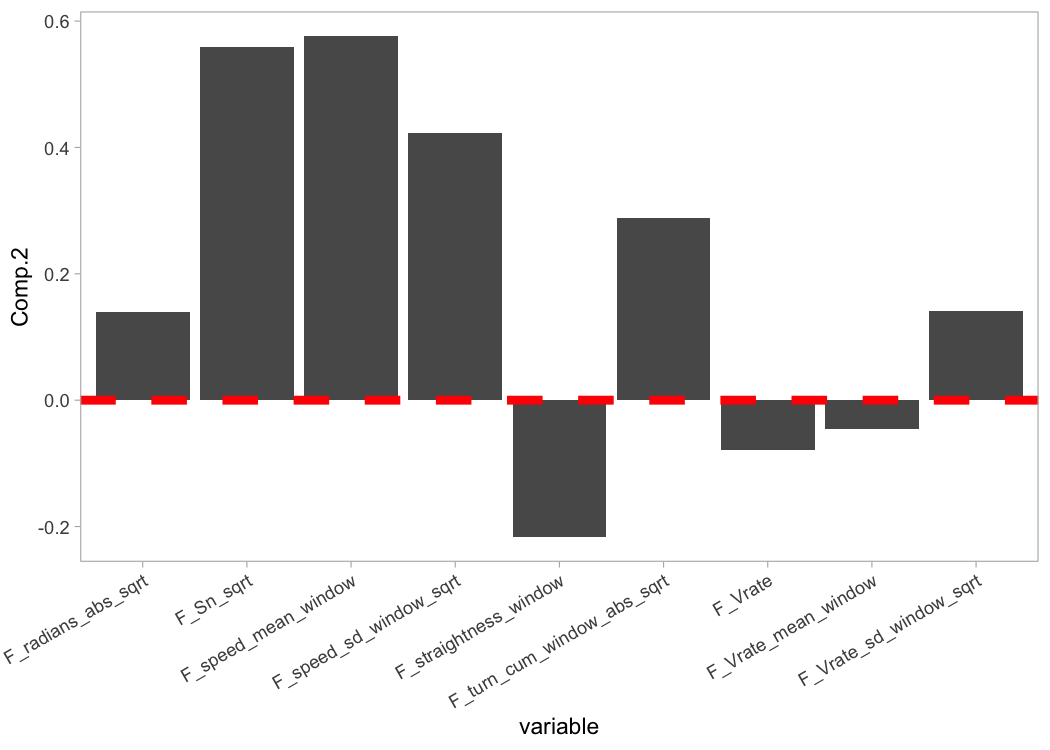 Comp.2
0.6
0.4
0.2
0.0
-0.2
F_radians_abs_sqrt
F_Sn_sqrt
F_speed_mean_window
F_speed_sd_window_sqrt
F_straightness_window
F_turn_cum_window_abs_sqrt
F_Vrate
F_Vrate_mean_window
F_Vrate_sd_window_sqrt
variable